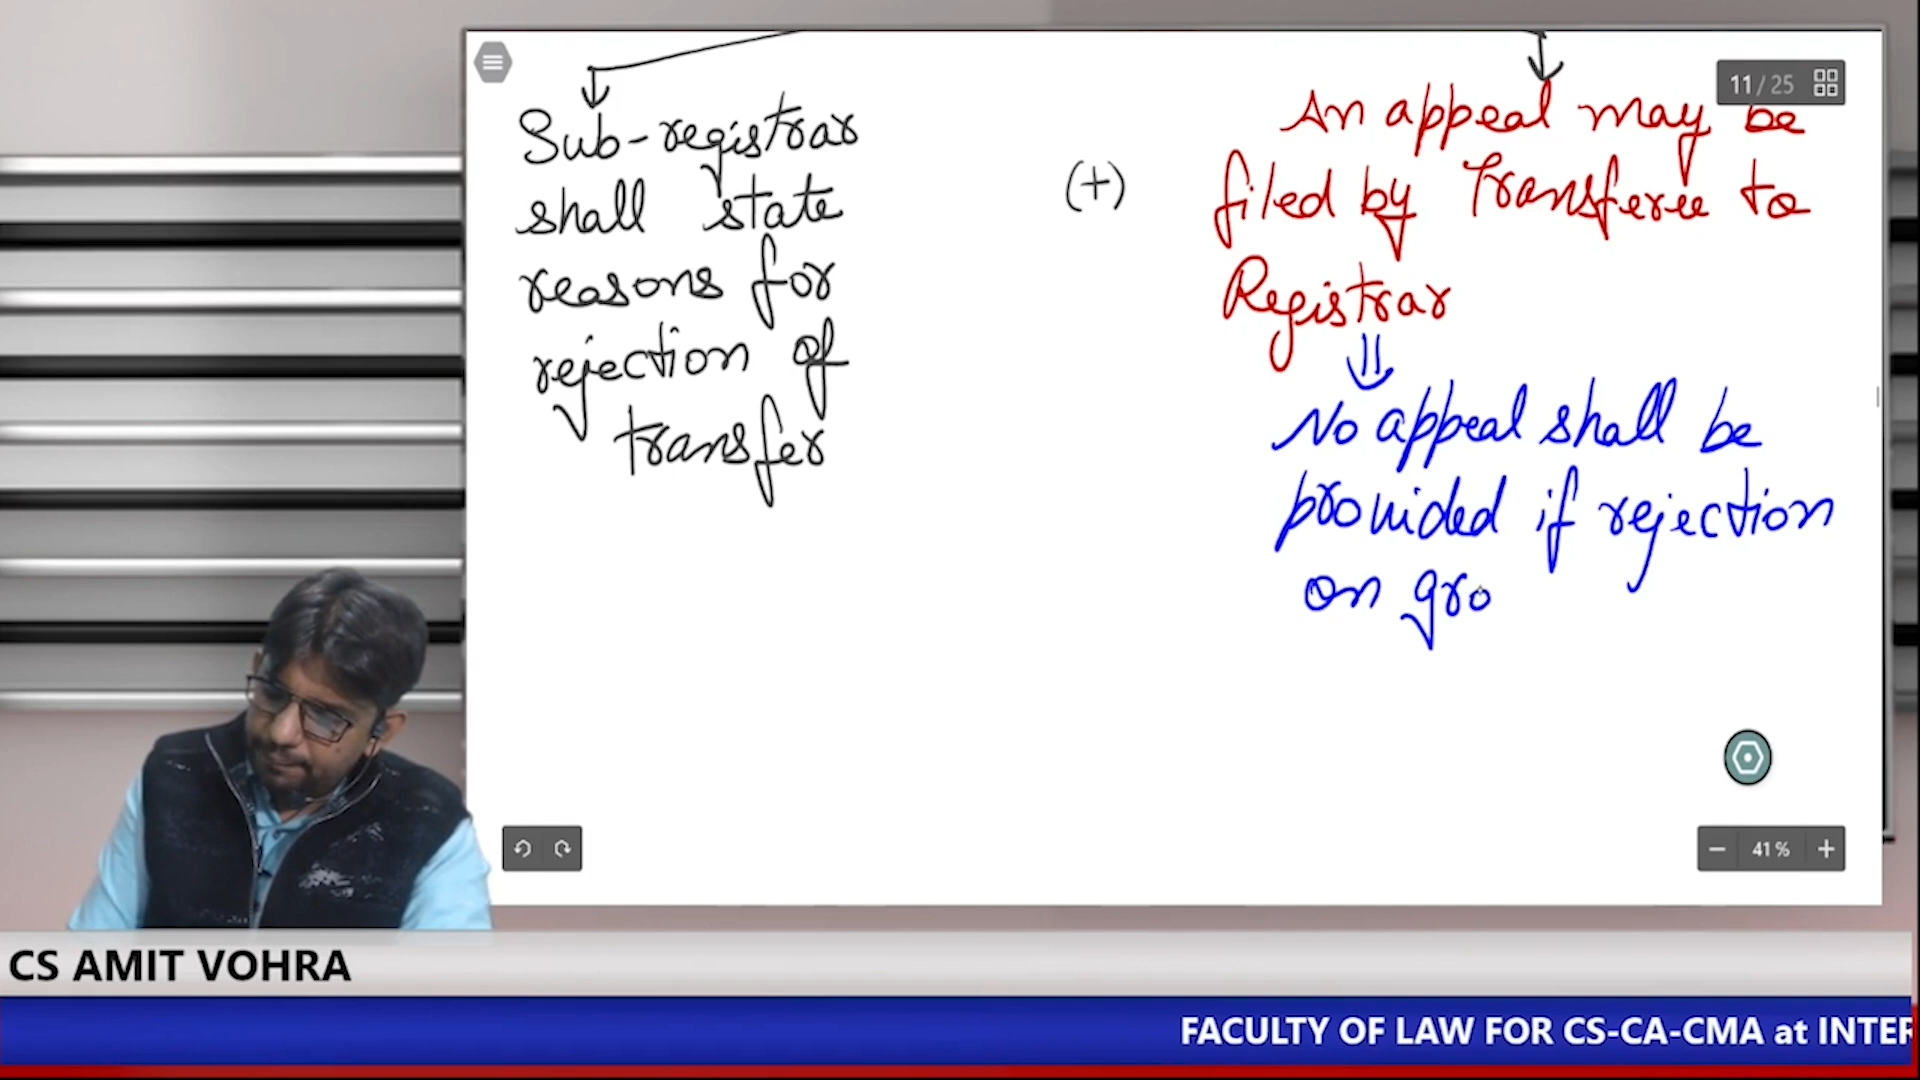 Sub-registrar
shall state
reasons for
rejection of
transfer
(+)
An appeal may be
filed by Transferee to
Registrar
No appeal shall be
provided if rejection
on gro
11 / 25
41 %
CS AMIT VOHRA
FACULTY OF LAW FOR CS-CA-CMA at INTER